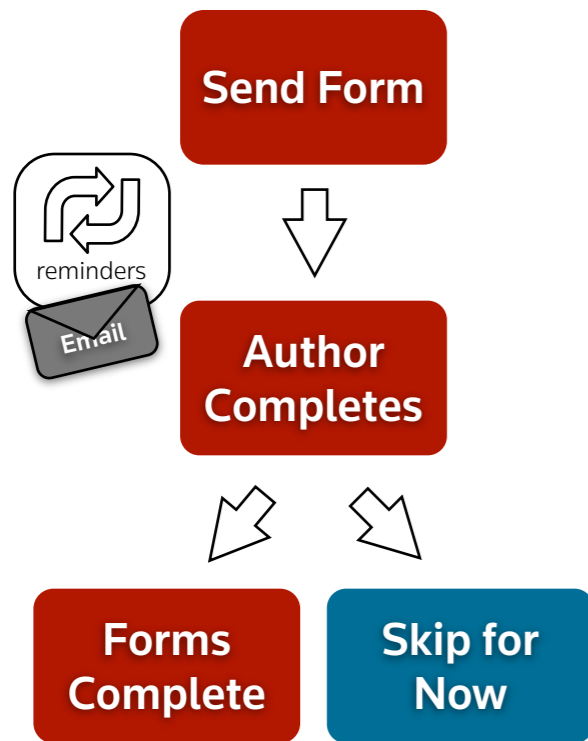 Send Form
reminders
Email
Author
Completes
Forms
Complete
Skip for
Now